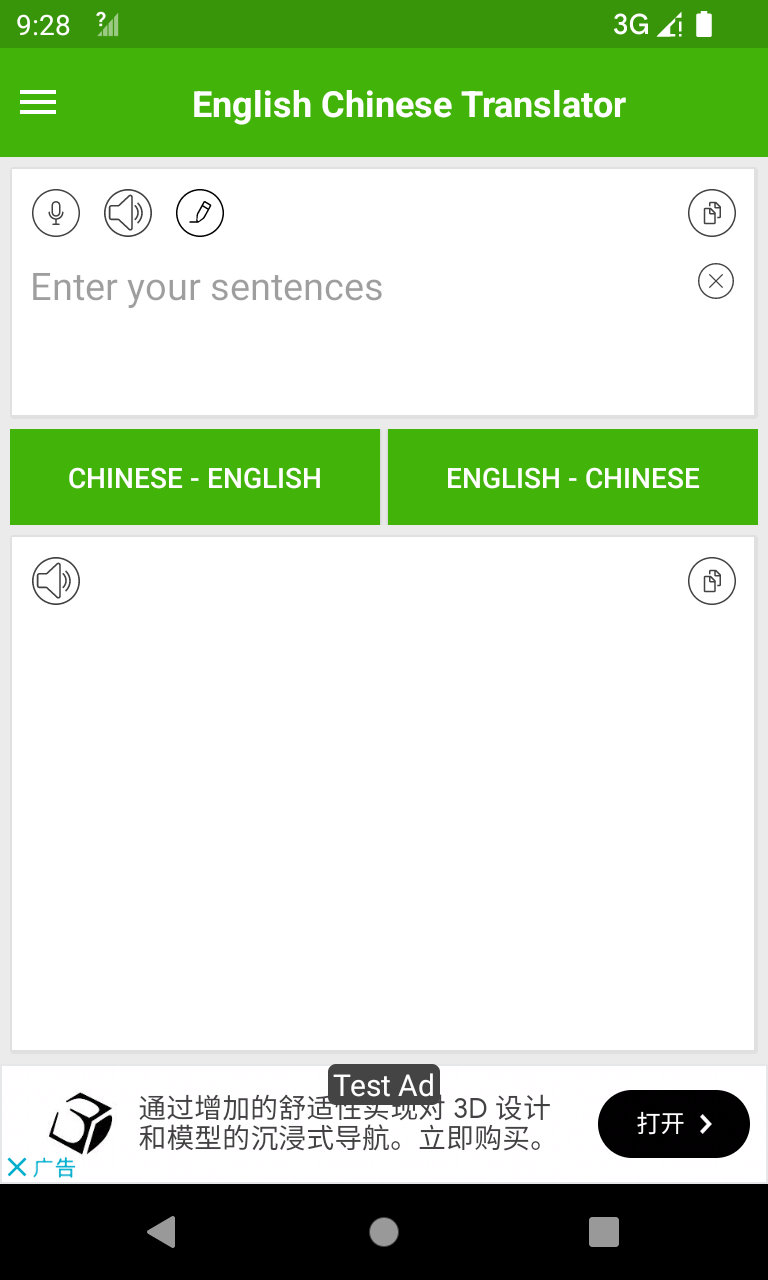 9:28
3G
English Chinese Translator
Enter your sentences
CHINESE - ENGLISH
ENGLISH - CHINESE
Test Ad
通过增加的舒适性实现对 3D 设计
和模型的沉浸式导航。立即购买。
打开
广告